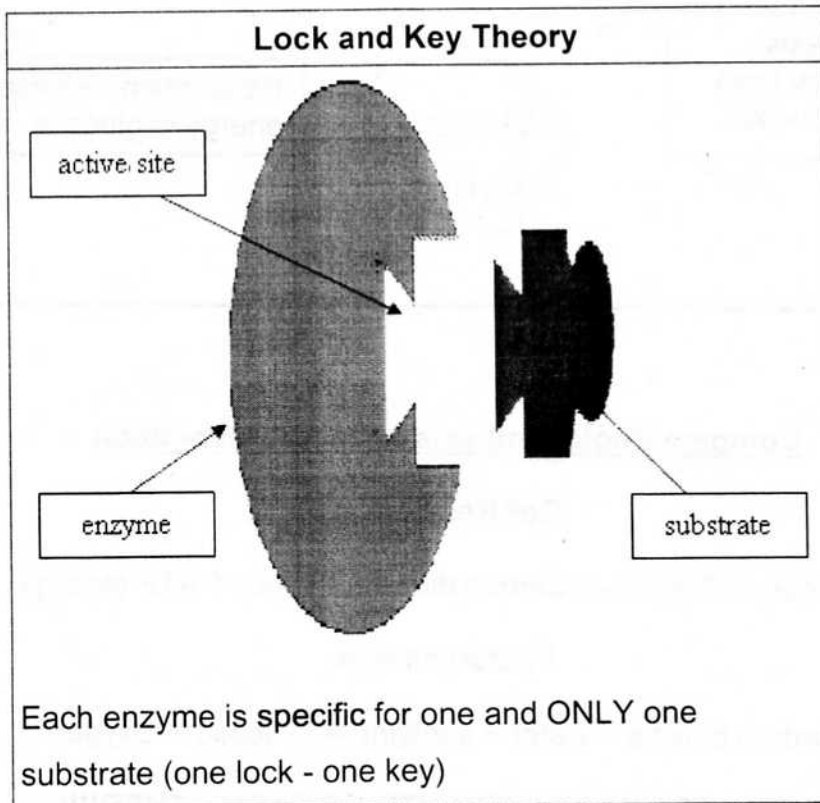 Lock and Key Theory
active site
enzyme
substrate
Each enzyme is specific for one and ONLY one
substrate (one lock - one key)